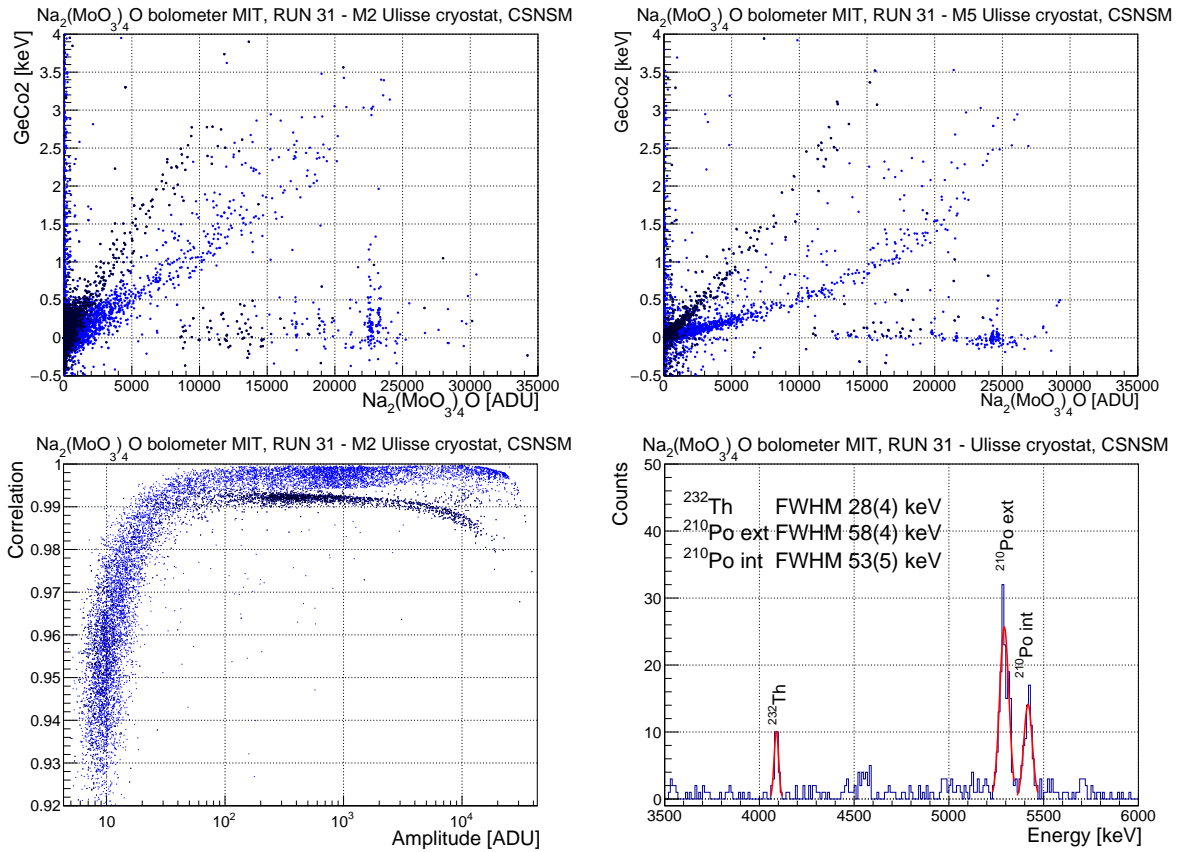 Na2(MoO3)4O bolometer MIT, RUN 31 - M2 Ulisse cryostat, CSNSM
GeCo2 [keV]
4
3.5
3
2.5
2
1.5
1
0.5
0
−0.5
0 5000 10000 15000 20000 25000 30000 35000
Na2(MoO3)4O [ADU]
Na2(MoO3)4O bolometer MIT, RUN 31 - M5 Ulisse cryostat, CSNSM
GeCo2 [keV]
4
3.5
3
2.5
2
1.5
1
0.5
0
−0.5
0 5000 10000 15000 20000 25000 30000 35000
Na2(MoO3)4O [ADU]
Na2(MoO3)4O bolometer MIT, RUN 31 - M2 Ulisse cryostat, CSNSM
Correlation
1
0.99
0.98
0.97
0.96
0.95
0.94
0.93
0.92
10 10^2 10^3 10^4
Amplitude [ADU]
Na2(MoO3)4O bolometer MIT, RUN 31 - Ulisse cryostat, CSNSM
Counts
50
40
30
20
10
0
232Th FWHM 28(4) keV
210Po ext FWHM 58(4) keV
210Po int FWHM 53(5) keV
232Th
210Po ext
210Po int
3500 4000 4500 5000 5500 6000
Energy [keV]